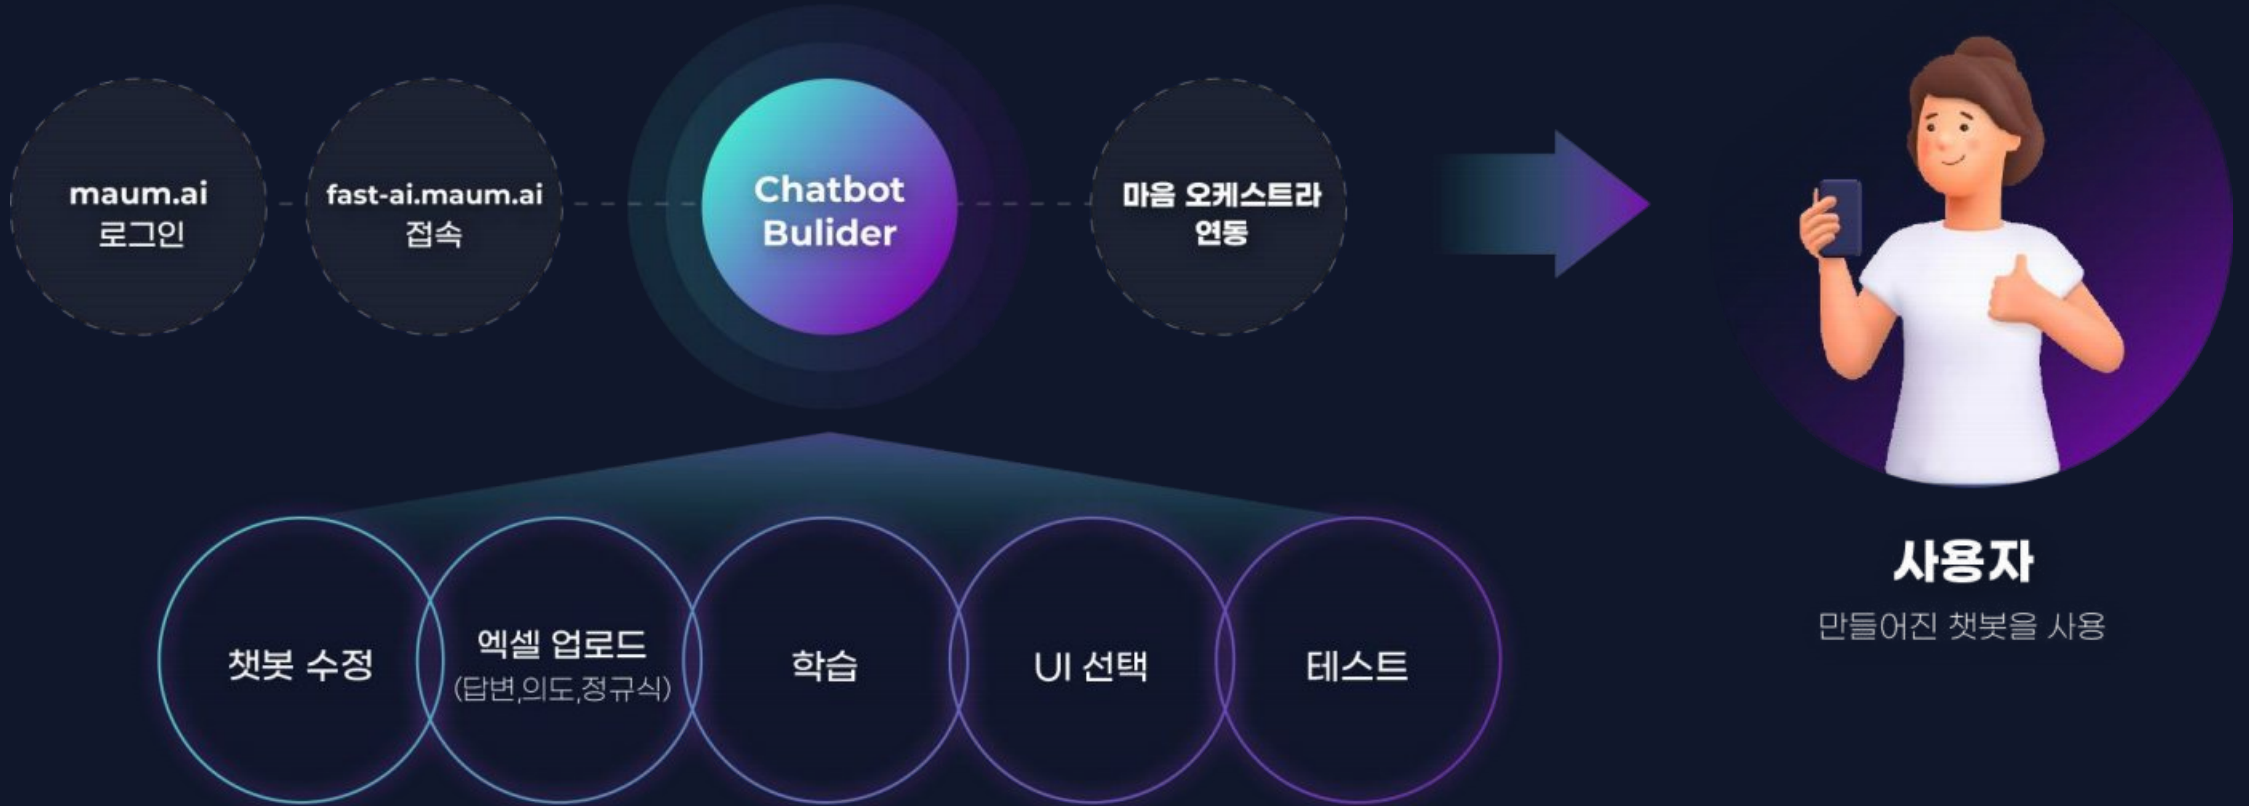 maum.ai
로그인
fast-ai.maum.ai
접속
Chatbot
Bulider
마음 오케스트라
연동
챗봇 수정
엑셀 업로드
(답변,의도,정규식)
학습
UI 선택
테스트
사용자
만들어진 챗봇을 사용